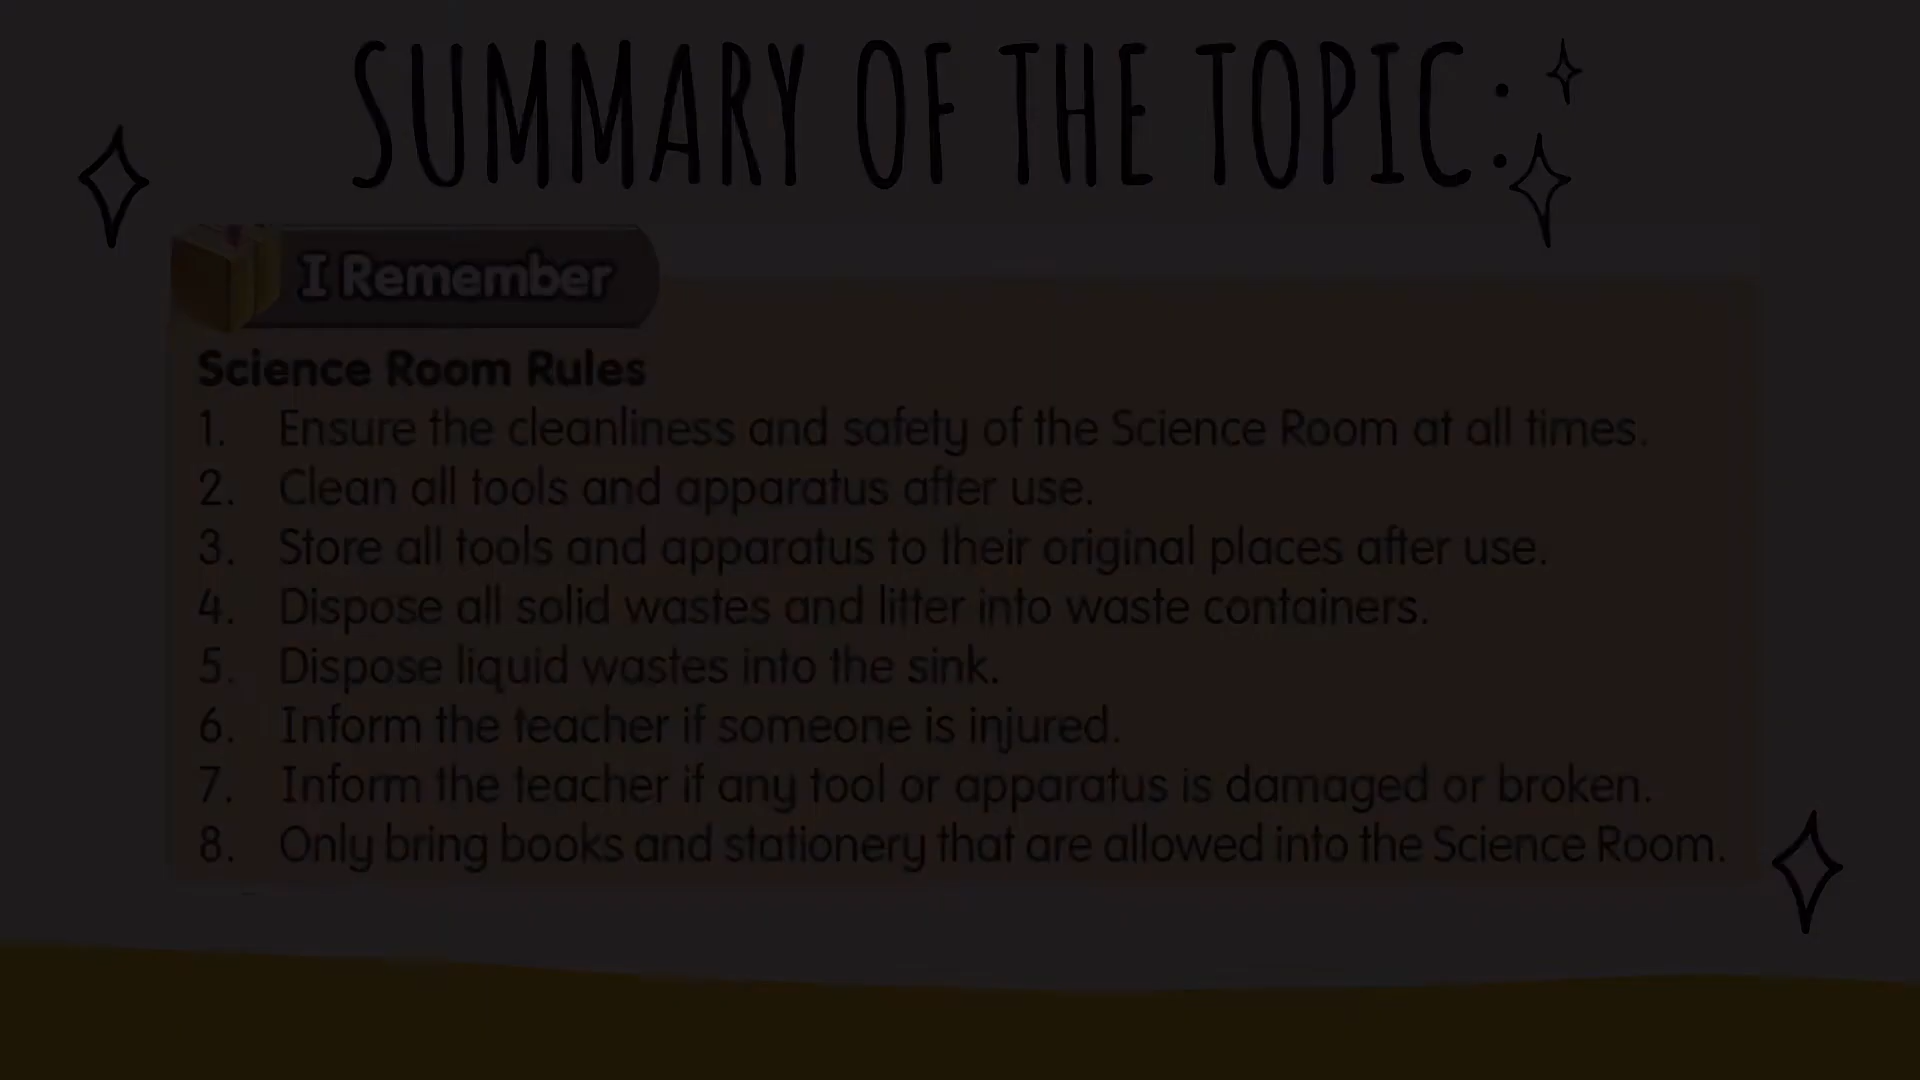 SUMMARY OF THE TOPIC:
I Remember
Science Room Rules
1. Ensure the cleanliness and safety of the Science Room at all times.
2. Clean all tools and apparatus after use.
3. Store all tools and apparatus to their original places after use.
4. Dispose all solid wastes and litter into waste containers.
5. Dispose liquid wastes into the sink.
6. Inform the teacher if someone is injured.
7. Inform the teacher if any tool or apparatus is damaged or broken.
8. Only bring books and stationery that are allowed into the Science Room.